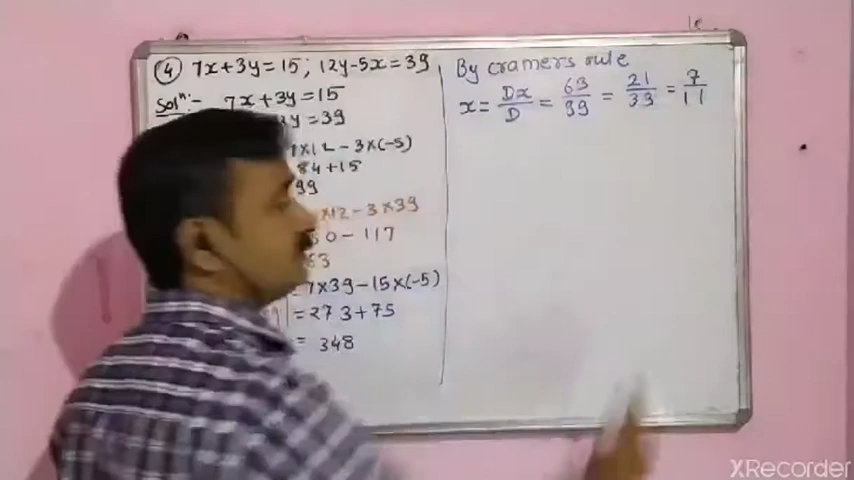 4 7x+3y=15; 12y-5x=39
Solⁿ:- 7x+3y=15
y=39
7x12-3x(-5)
84+15
99
x12-3x39
0-117
63
7x39-15x(-5)
=273+75
= 348
By cramers rule
x = Dx/D = 63/99 = 21/39 = 7/11
XRecorder